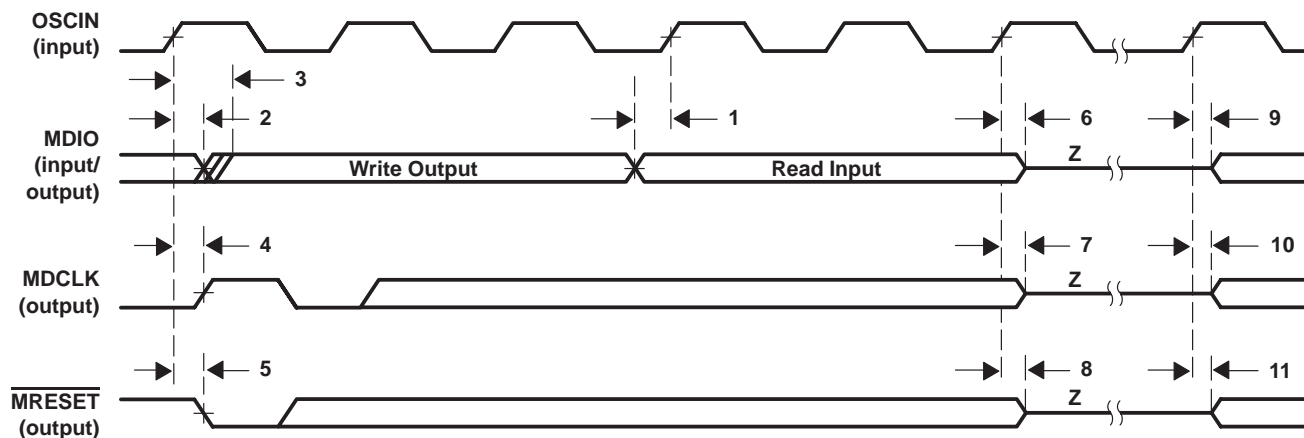 OSCIN
(input)
3
2
1
6
9
MDIO
(input/
output)
Write Output
Read Input
Z
4
7
10
MDCLK
(output)
Z
5
8
11
MRESET
(output)
Z